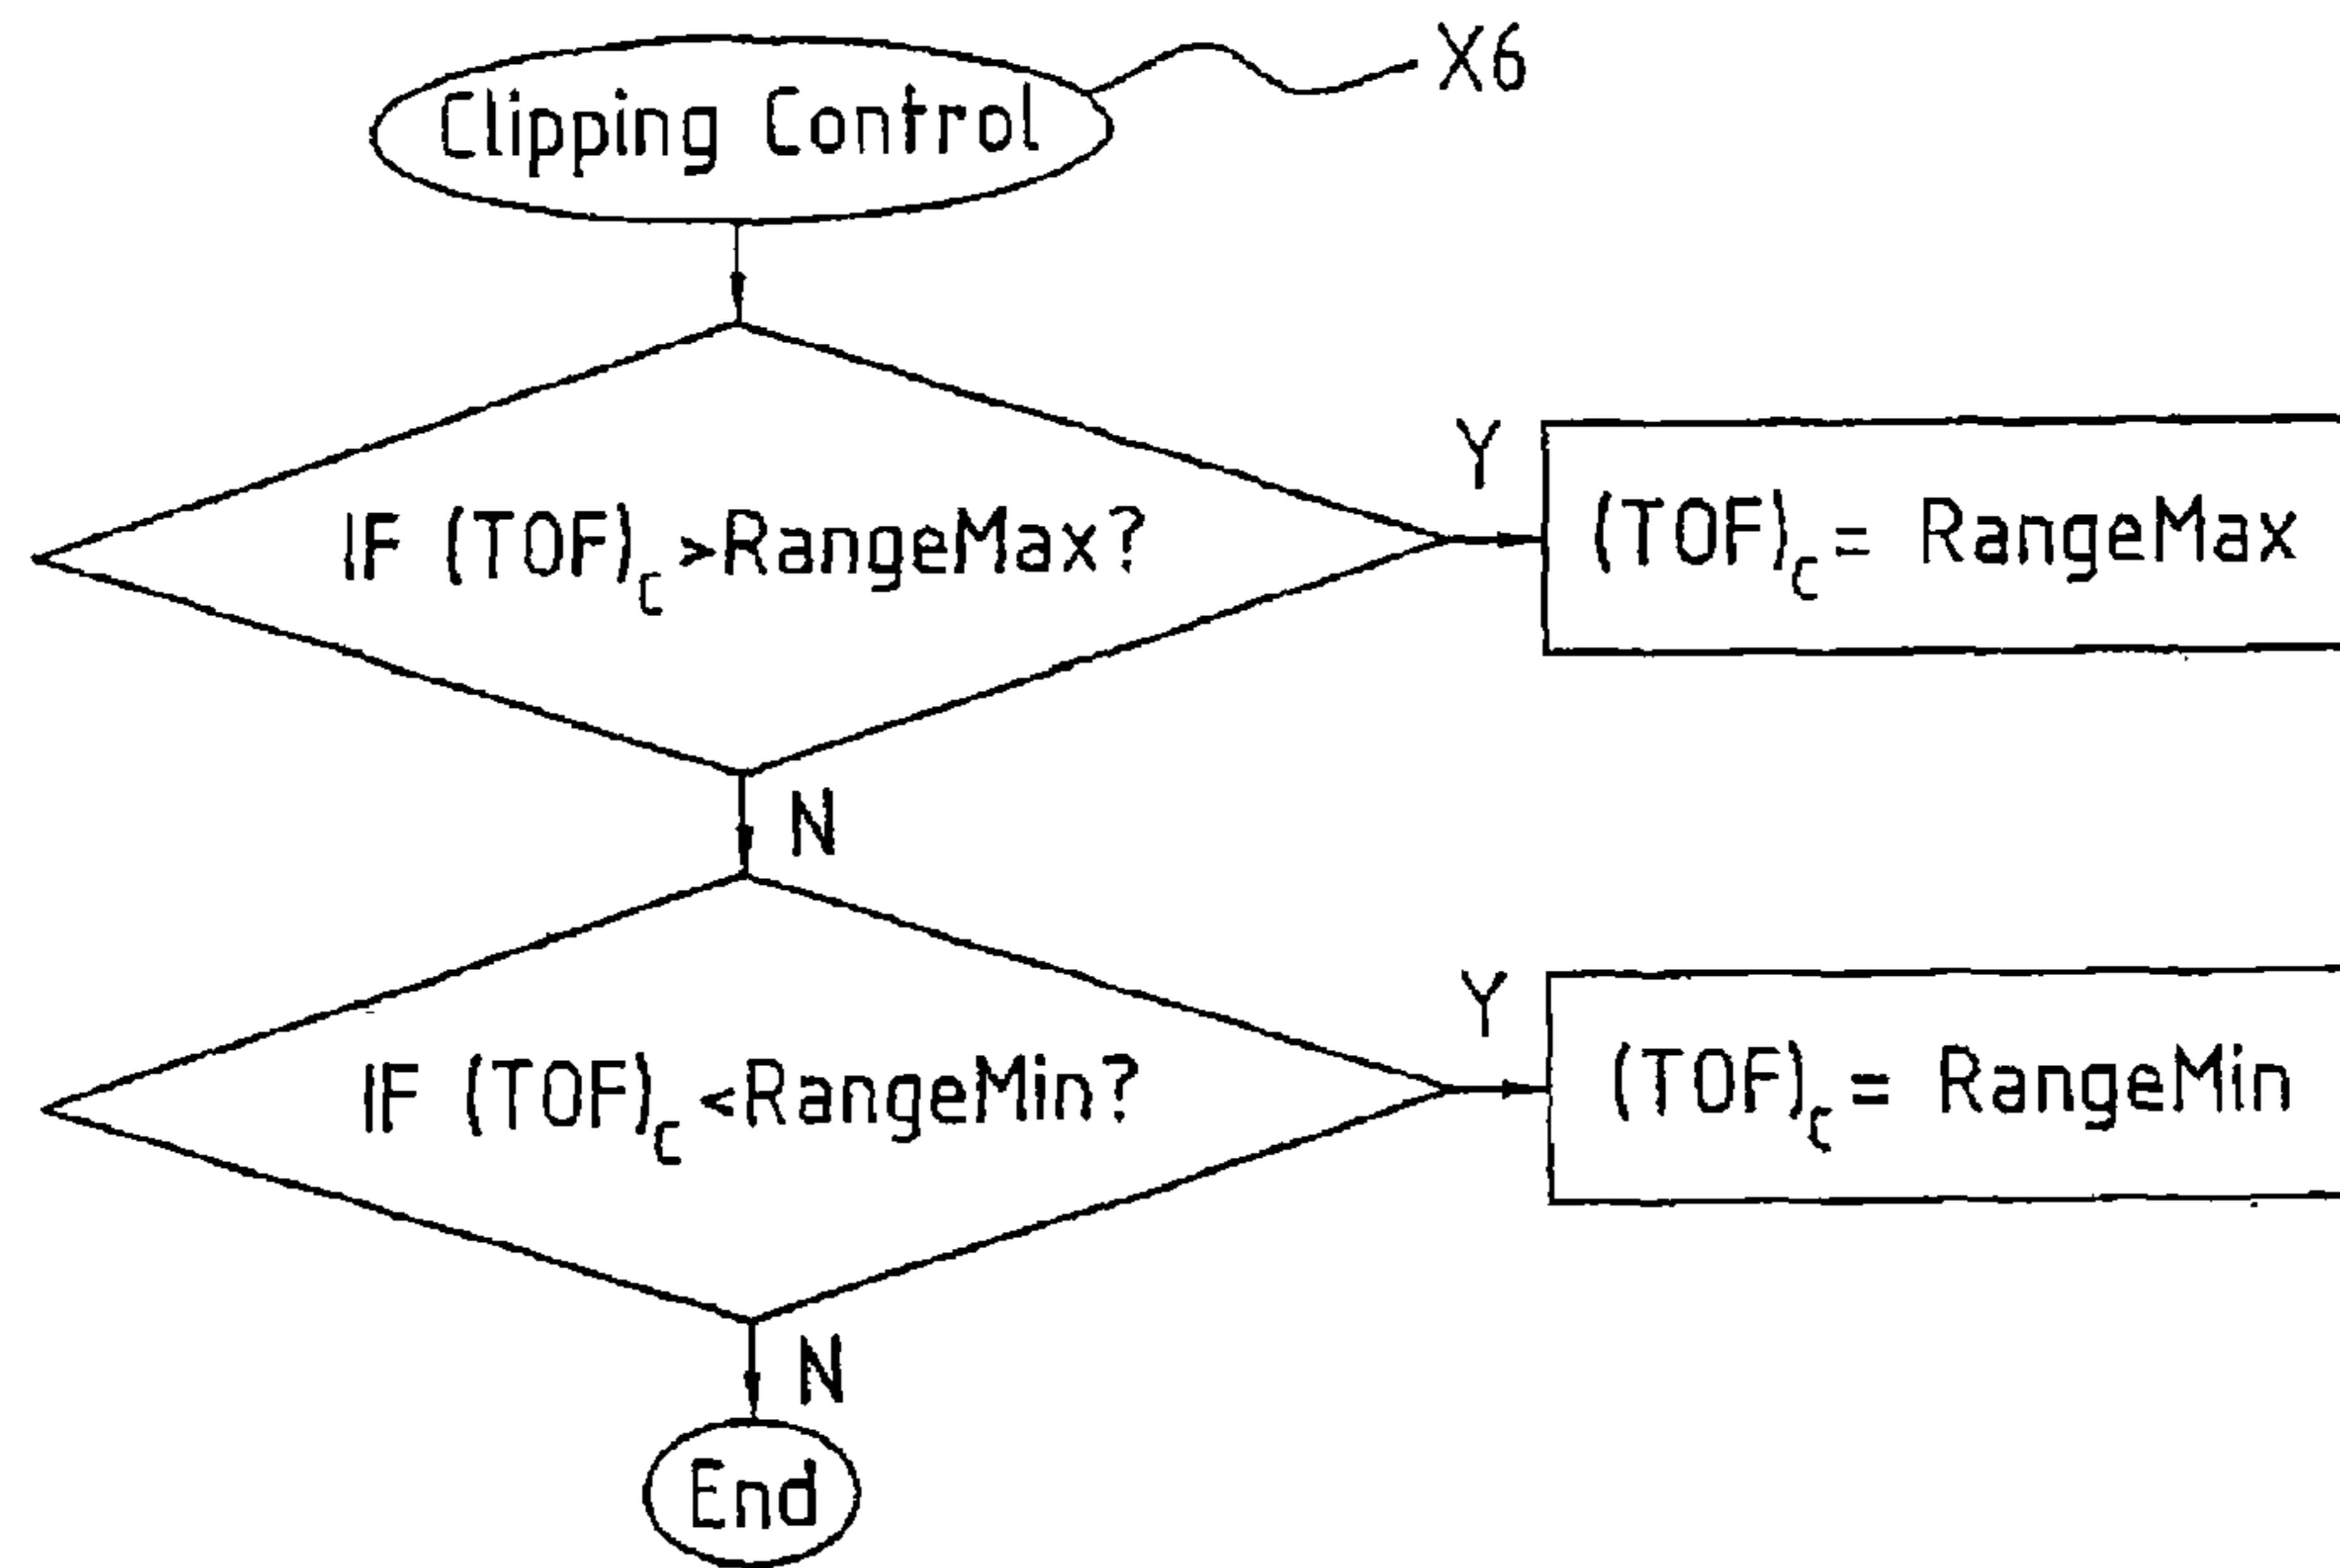 Clipping Control
X6
IF (TOF)c >RangeMax?
Y
(TOF)c = RangeMax
N
IF (TOF)c <RangeMin?
Y
(TOF)c = RangeMin
N
End